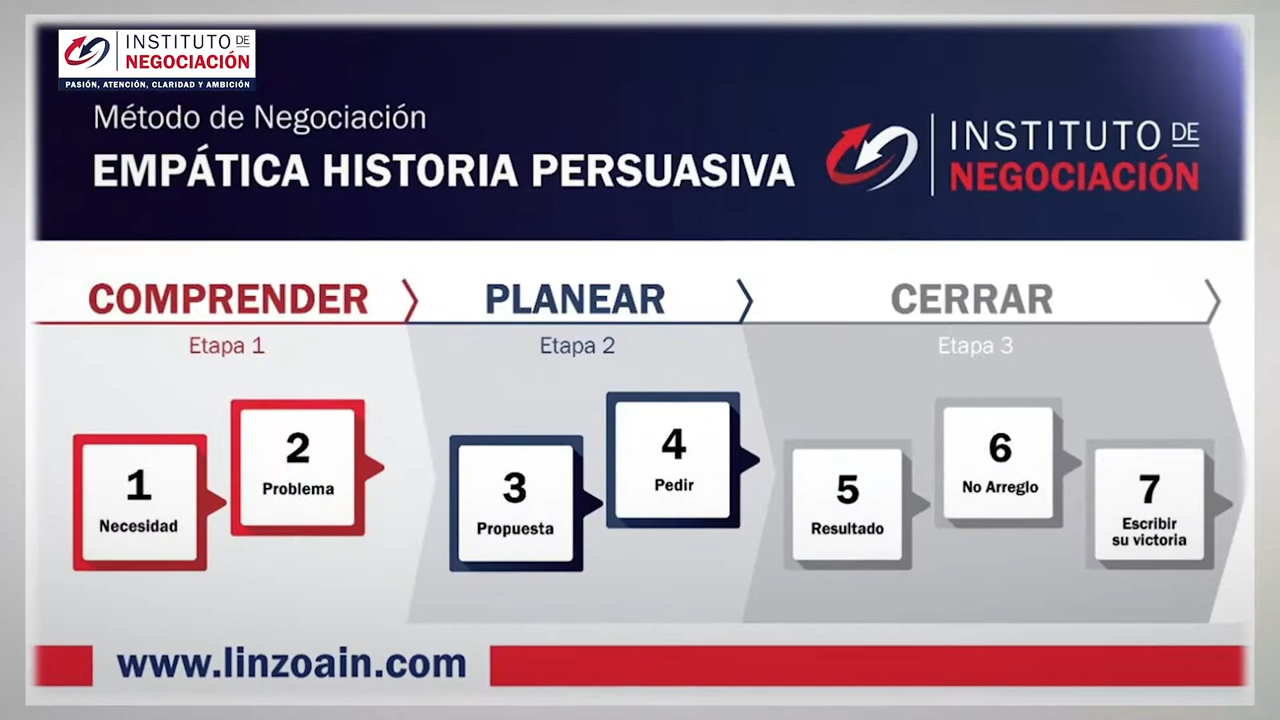 INSTITUTO DE
NEGOCIACIÓN
PASIÓN, ATENCIÓN, CLARIDAD Y AMBICIÓN
Método de Negociación
EMPÁTICA HISTORIA PERSUASIVA
INSTITUTO DE
NEGOCIACIÓN
COMPRENDER
Etapa 1
PLANEAR
Etapa 2
CERRAR
Etapa 3
1
Necesidad
2
Problema
3
Propuesta
4
Pedir
5
Resultado
6
No Arreglo
7
Escribir
su victoria
www.linzoain.com